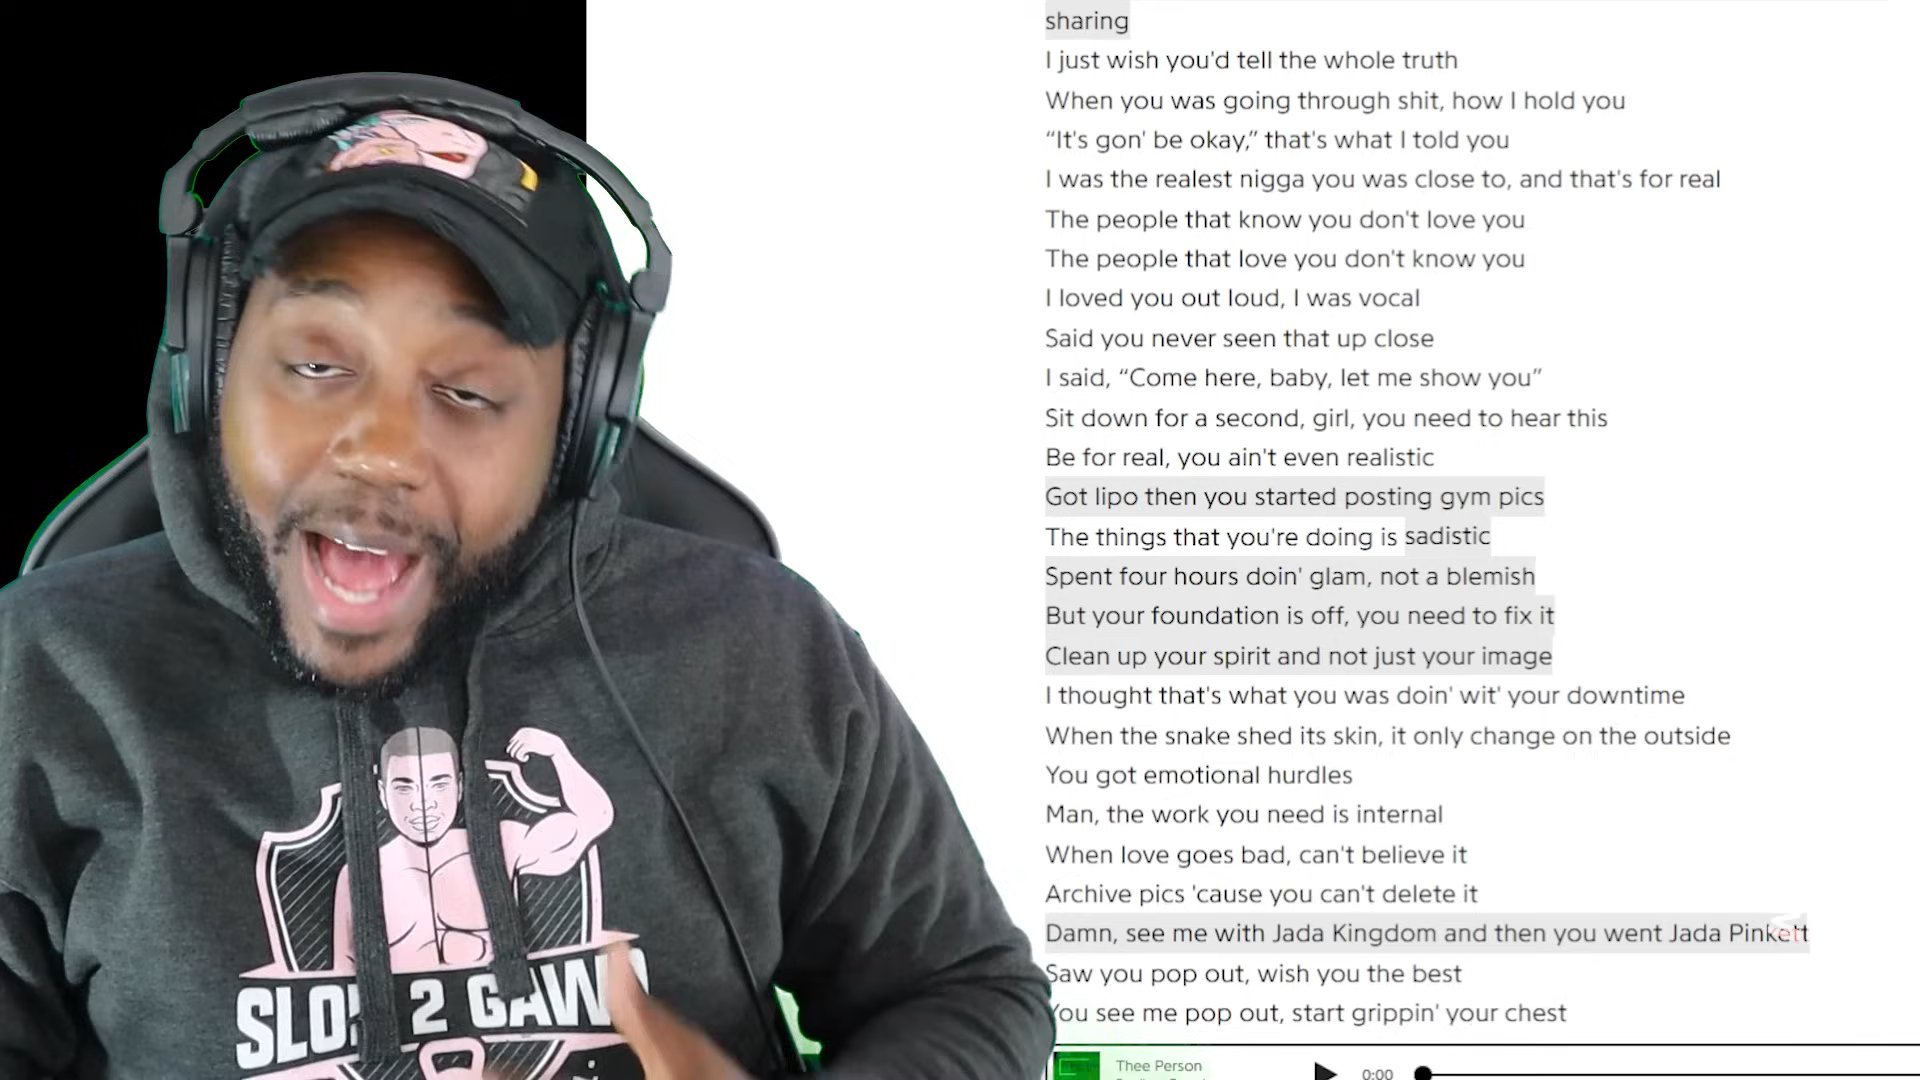 sharing
I just wish you'd tell the whole truth
When you was going through shit, how I hold you
“It's gon' be okay,” that's what I told you
I was the realest nigga you was close to, and that's for real
The people that know you don't love you
The people that love you don't know you
I loved you out loud, I was vocal
Said you never seen that up close
I said, “Come here, baby, let me show you”
Sit down for a second, girl, you need to hear this
Be for real, you ain't even realistic
Got lipo then you started posting gym pics
The things that you're doing is sadistic
Spent four hours doin' glam, not a blemish
But your foundation is off, you need to fix it
Clean up your spirit and not just your image
I thought that's what you was doin' wit' your downtime
When the snake shed its skin, it only change on the outside
You got emotional hurdles
Man, the work you need is internal
When love goes bad, can't believe it
Archive pics 'cause you can't delete it
Damn, see me with Jada Kingdom and then you went Jada Pinkett
Saw you pop out, wish you the best
You see me pop out, start grippin' your chest
Thee Person
0:00
2